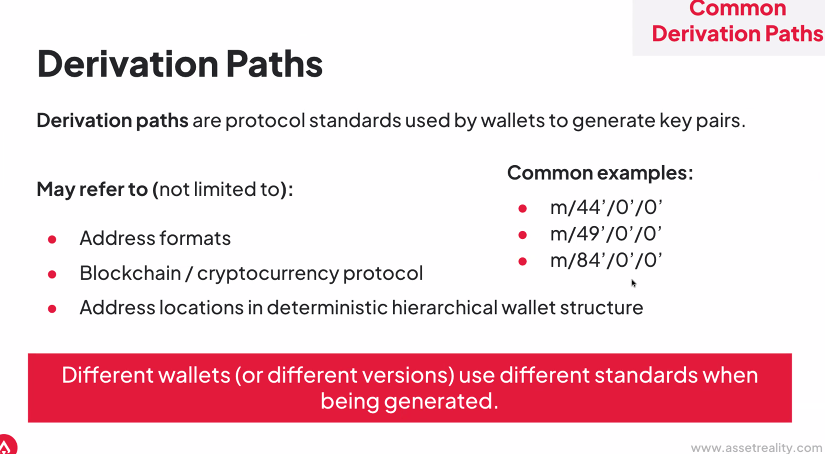 Common
Derivation Paths
Derivation Paths
Derivation paths are protocol standards used by wallets to generate key pairs.
May refer to (not limited to):
Address formats
Blockchain / cryptocurrency protocol
Address locations in deterministic hierarchical wallet structure
Common examples:
m/44’/0’/0’
m/49’/0’/0’
m/84’/0’/0’
Different wallets (or different versions) use different standards when
being generated.
www.assetreality.com